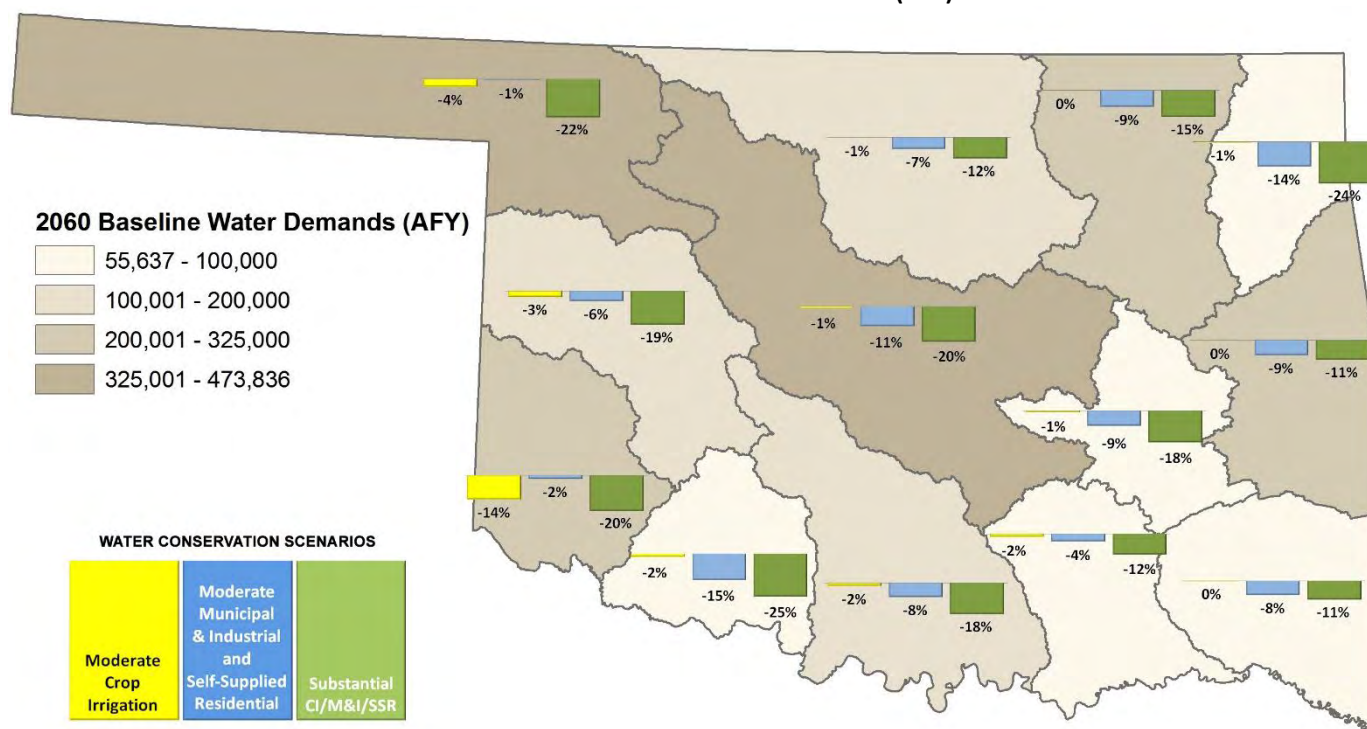 -4%
-1%
-22%
0%
-9%
-15%
-1%
-7%
-12%
-1%
-14%
-24%
2060 Baseline Water Demands (AFY)
55,637 - 100,000
100,001 - 200,000
200,001 - 325,000
325,001 - 473,836
-3%
-6%
-19%
-1%
-11%
-20%
0%
-9%
-11%
-1%
-9%
-18%
-14%
-2%
-20%
-2%
-15%
-25%
-2%
-8%
-18%
-2%
-4%
-12%
0%
-8%
-11%
WATER CONSERVATION SCENARIOS
Moderate
Crop
Irrigation
Moderate
Municipal
& Industrial
and
Self-Supplied
Residential
Substantial
CI/M&I/SSR